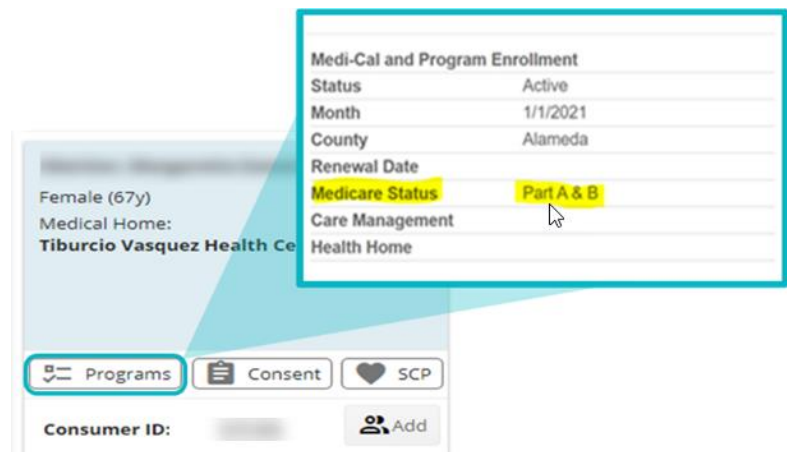 Medi-Cal and Program Enrollment
Status Active
Month 1/1/2021
County Alameda
Renewal Date
Medicare Status Part A & B
Care Management
Health Home
Female (67y)
Medical Home:
Tiburcio Vasquez Health Ce
Programs Consent SCP
Consumer ID: Add